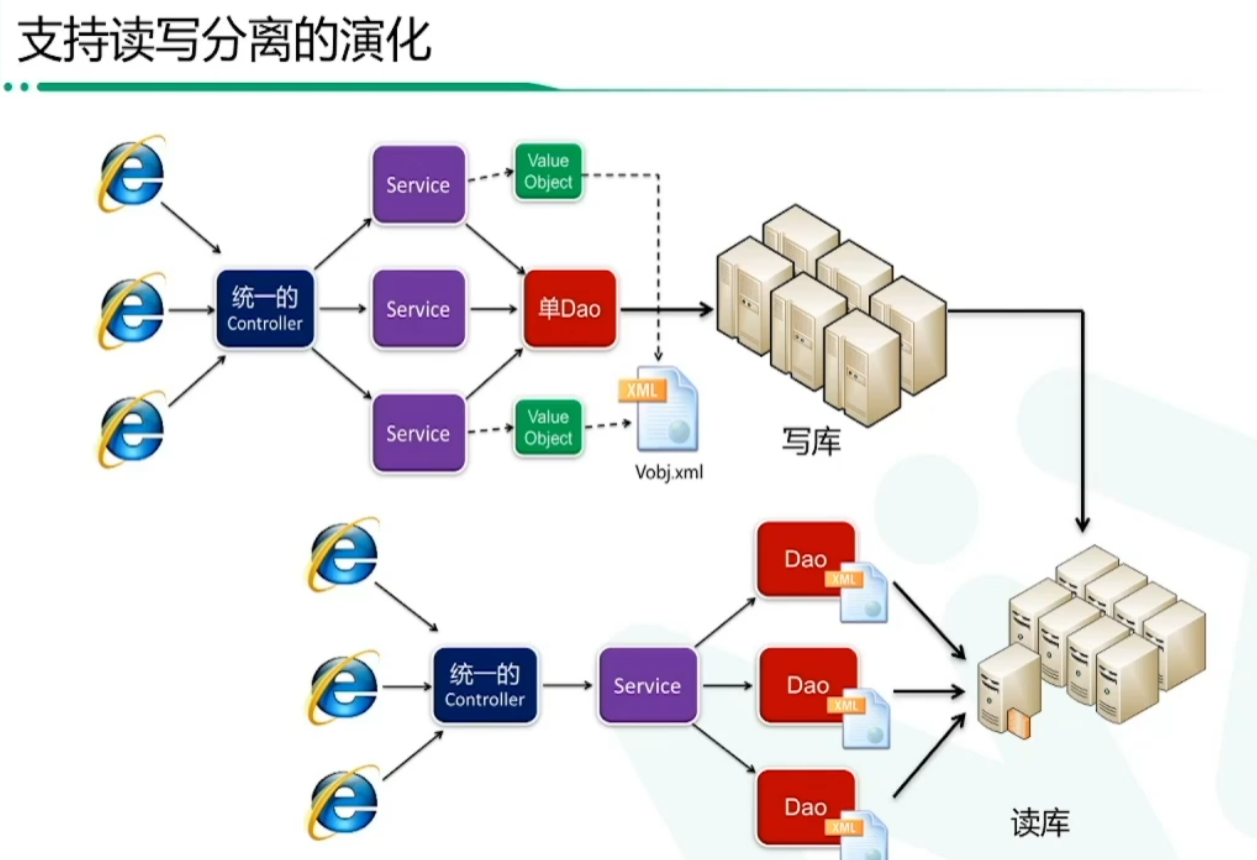 支持读写分离的演化
Service
Value
Object
统一的
Controller
Service
单Dao
XML
Service
Value
Object
Vobj.xml
写库
Dao
XML
统一的
Controller
Service
Dao
XML
Dao
XML
读库